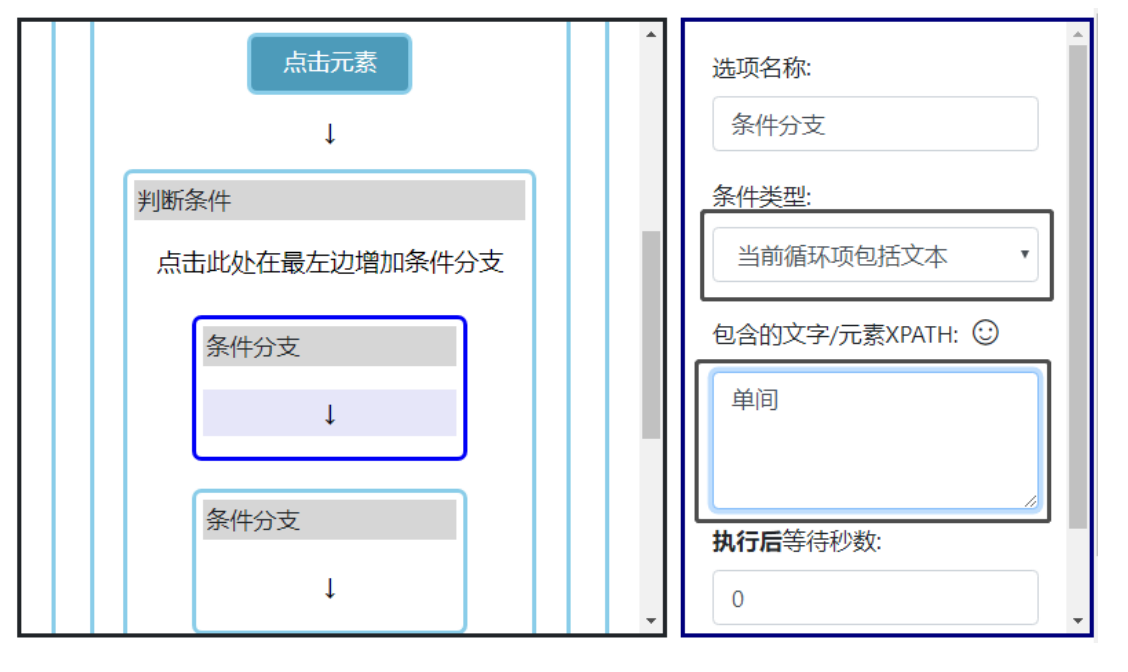 点击元素
↓
判断条件
点击此处在最左边增加条件分支
条件分支
↓
条件分支
↓
选项名称:
条件分支
条件类型:
当前循环项包括文本
包含的文字/元素XPATH:
单间
执行后等待秒数:
0